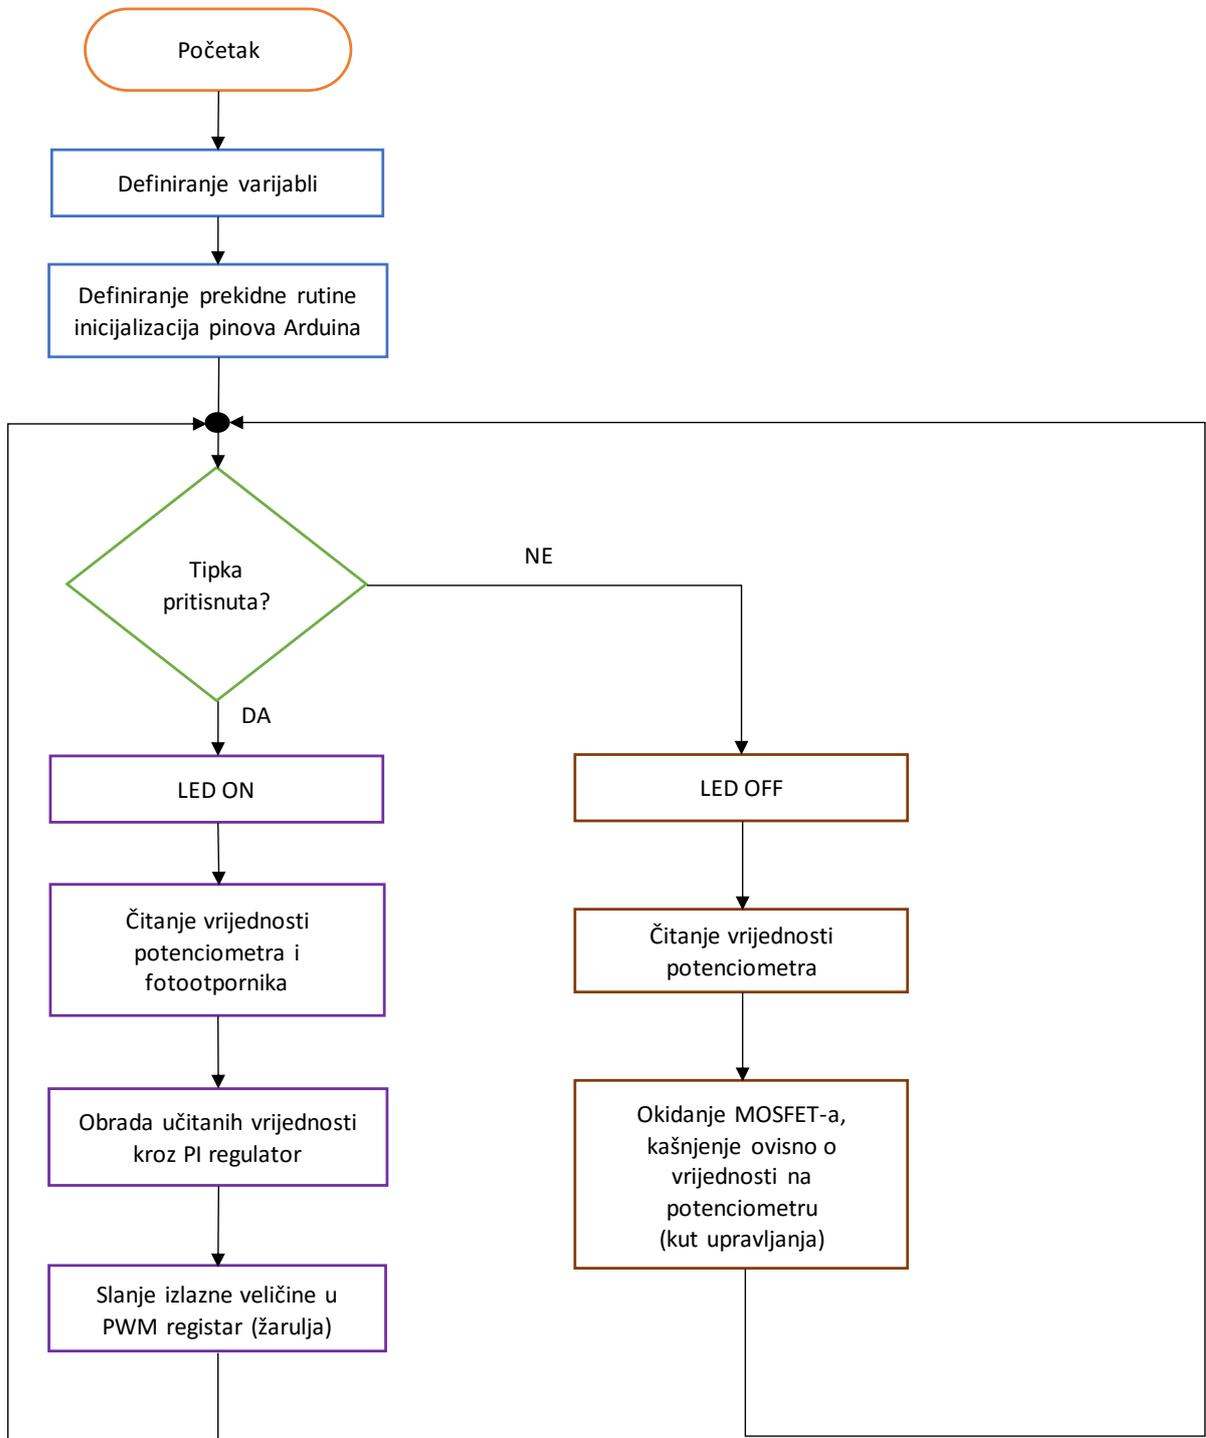 Početak
Definiranje varijabli
Definiranje prekidne rutine
inicijalizacija pinova Arduina
Tipka
pritisnuta?
NE
DA
LED ON
Čitanje vrijednosti
potenciometra i
fotootpornika
Obrada učitanih vrijednosti
kroz PI regulator
Slanje izlazne veličine u
PWM registar (žarulja)
LED OFF
Čitanje vrijednosti
potenciometra
Okidanje MOSFET-a,
kašnjenje ovisno o
vrijednosti na
potenciometru
(kut upravljanja)